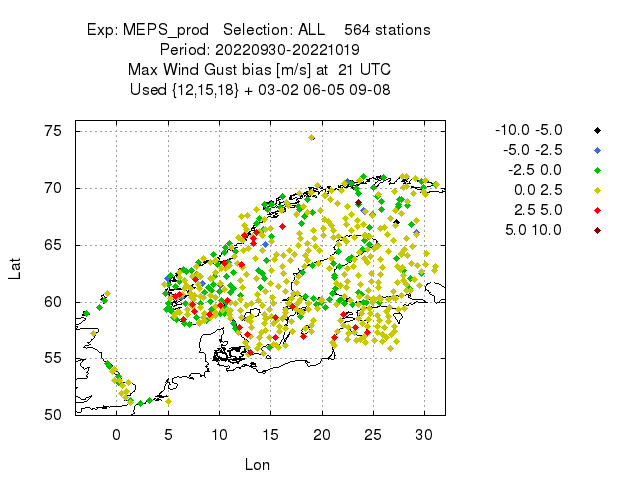 Exp: MEPS_prod Selection: ALL 564 stations
Period: 20220930-20221019
Max Wind Gust bias [m/s] at 21 UTC
Used {12,15,18} + 03-02 06-05 09-08
75
70
65
60
55
50
Lat
0 5 10 15 20 25 30
Lon
-10.0 -5.0
-5.0 -2.5
-2.5 0.0
0.0 2.5
2.5 5.0
5.0 10.0